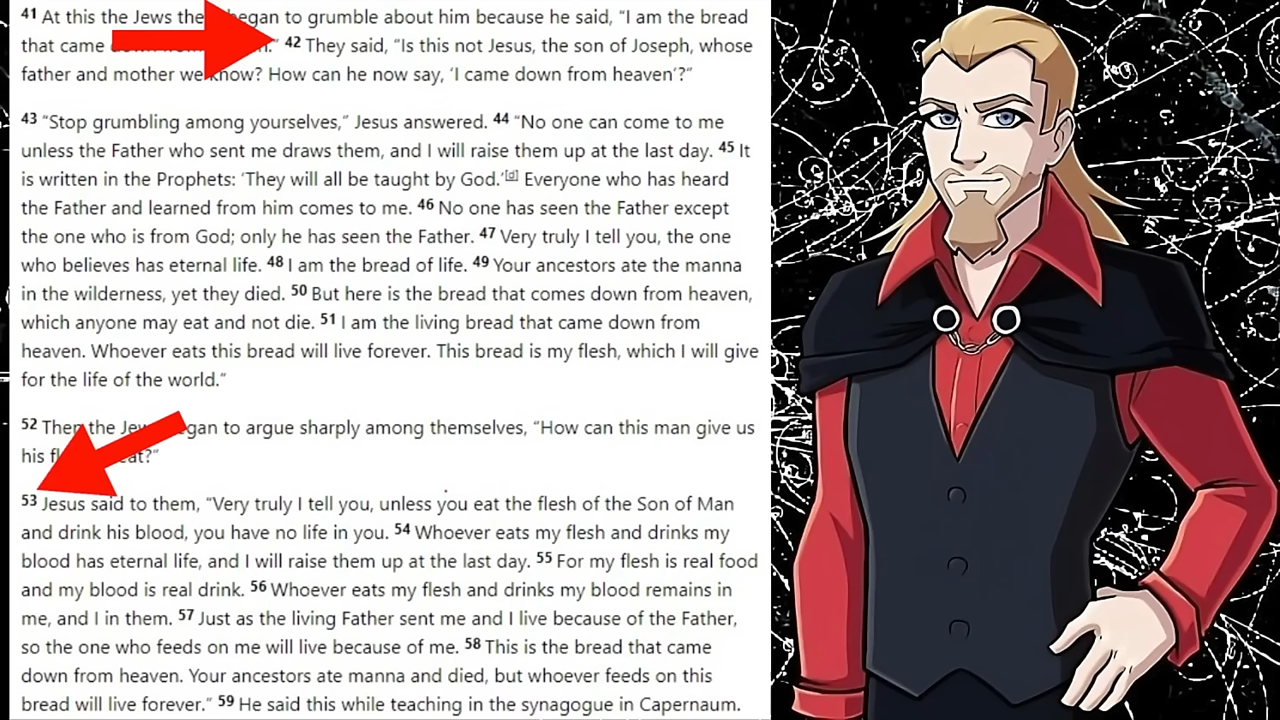 41 At this the Jews the egan to grumble about him because he said, “I am the bread
that came .” 42 They said, “Is this not Jesus, the son of Joseph, whose
father and mother we know? How can he now say, ‘I came down from heaven’?”
43 “Stop grumbling among yourselves,” Jesus answered. 44 “No one can come to me
unless the Father who sent me draws them, and I will raise them up at the last day. 45 It
is written in the Prophets: ‘They will all be taught by God.’[d] Everyone who has heard
the Father and learned from him comes to me. 46 No one has seen the Father except
the one who is from God; only he has seen the Father. 47 Very truly I tell you, the one
who believes has eternal life. 48 I am the bread of life. 49 Your ancestors ate the manna
in the wilderness, yet they died. 50 But here is the bread that comes down from heaven,
which anyone may eat and not die. 51 I am the living bread that came down from
heaven. Whoever eats this bread will live forever. This bread is my flesh, which I will give
for the life of the world.”
52 Then the Je gan to argue sharply among themselves, “How can this man give us
his eat?”
53 Jesus said to them, “Very truly I tell you, unless you eat the flesh of the Son of Man
and drink his blood, you have no life in you. 54 Whoever eats my flesh and drinks my
blood has eternal life, and I will raise them up at the last day. 55 For my flesh is real food
and my blood is real drink. 56 Whoever eats my flesh and drinks my blood remains in
me, and I in them. 57 Just as the living Father sent me and I live because of the Father,
so the one who feeds on me will live because of me. 58 This is the bread that came
down from heaven. Your ancestors ate manna and died, but whoever feeds on this
bread will live forever.” 59 He said this while teaching in the synagogue in Capernaum.